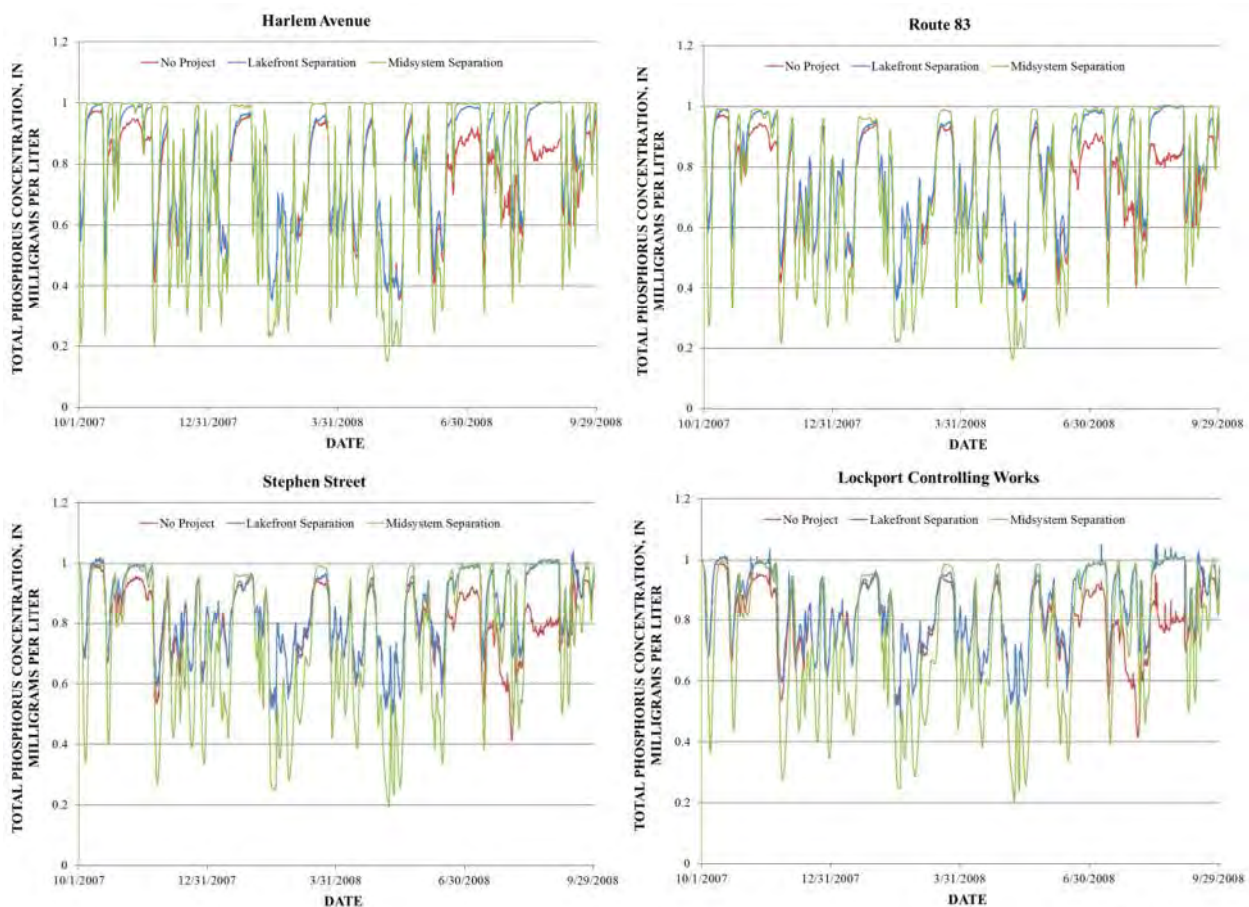 Harlem Avenue
TOTAL PHOSPHORUS CONCENTRATION, IN
MILLIGRAMS PER LITER
1.2
No Project Lakefront Separation Midsystem Separation
1
0.8
0.6
0.4
0.2
0
10/1/2007 12/31/2007 3/31/2008 6/30/2008 9/29/2008
DATE
Route 83
TOTAL PHOSPHORUS CONCENTRATION, IN
MILLIGRAMS PER LITER
1.2
No Project Lakefront Separation Midsystem Separation
1
0.8
0.6
0.4
0.2
0
10/1/2007 12/31/2007 3/31/2008 6/30/2008 9/29/2008
DATE
Stephen Street
TOTAL PHOSPHORUS CONCENTRATION, IN
MILLIGRAMS PER LITER
1.2
No Project Lakefront Separation Midsystem Separation
1
0.8
0.6
0.4
0.2
0
10/1/2007 12/31/2007 3/31/2008 6/30/2008 9/29/2008
DATE
Lockport Controlling Works
TOTAL PHOSPHORUS CONCENTRATION, IN
MILLIGRAMS PER LITER
1.2
No Project Lakefront Separation Midsystem Separation
1
0.8
0.6
0.4
0.2
0
10/1/2007 12/31/2007 3/31/2008 6/30/2008 9/29/2008
DATE